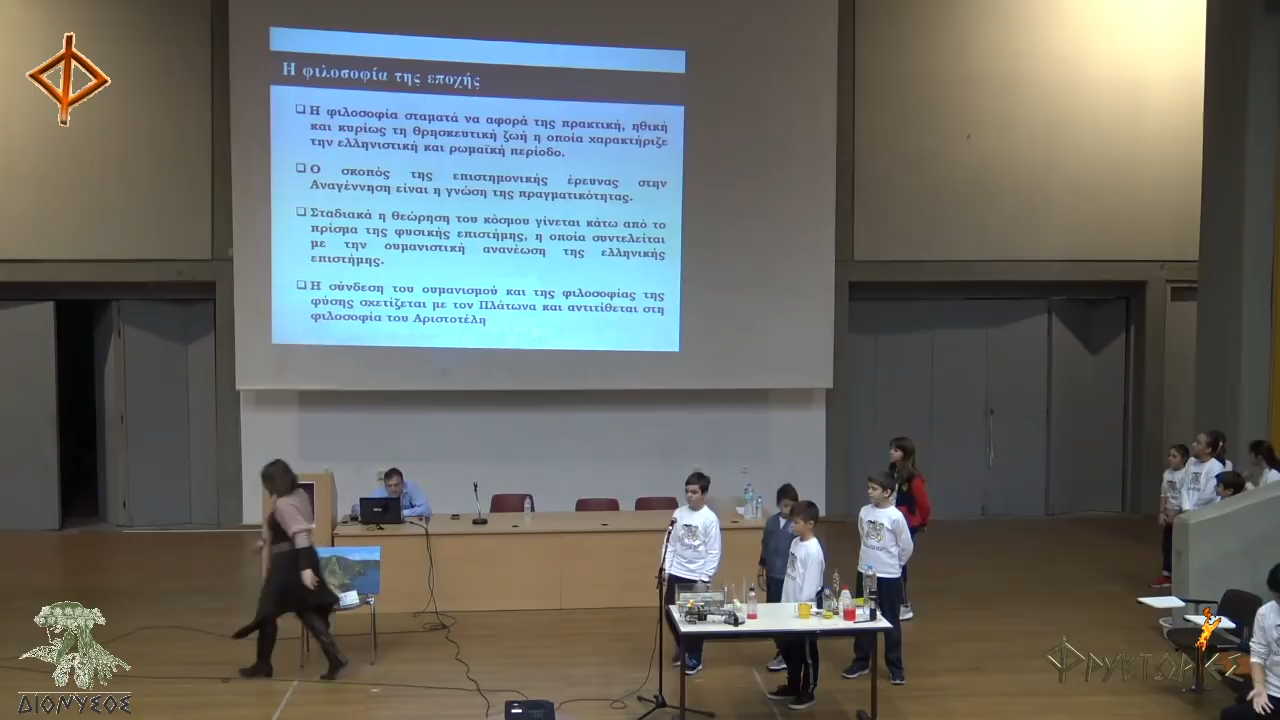 Η φιλοσοφία της εποχής
❑ Η φιλοσοφία σταματά να αφορά της πρακτική, ηθική
και κυρίως τη θρησκευτική ζωή η οποία χαρακτήριζε
την ελληνιστική και ρωμαϊκή περίοδο.
❑ Ο σκοπός της επιστημονικής έρευνας στην
Αναγέννηση είναι η γνώση της πραγματικότητας.
❑ Σταδιακά η θεώρηση του κόσμου γίνεται κάτω από το
πρίσμα της φυσικής επιστήμης, η οποία συντελείται
με την ουμανιστική ανανέωση της ελληνικής
επιστήμης.
❑ Η σύνδεση του ουμανισμού και της φιλοσοφίας της
φύσης σχετίζεται με τον Πλάτωνα και αντιτίθεται στη
φιλοσοφία του Αριστοτέλη
ΔΙΟΝΥΣΟΣ
ΦΡΥΚΤΩΡΙΕΣ